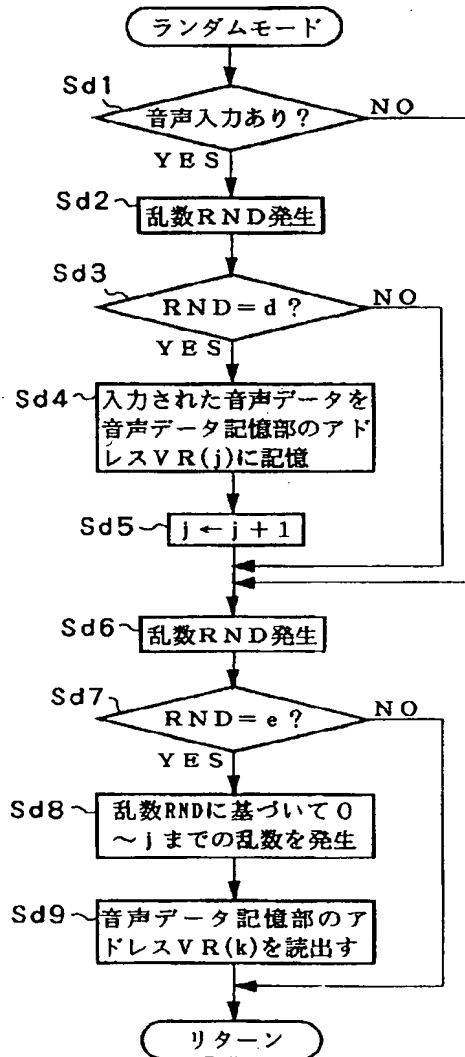 ランダムモード
Sd1
音声入力あり?
NO
YES
Sd2
乱数RND発生
Sd3
RND=d?
NO
YES
Sd4
入力された音声データを
音声データ記憶部のアド
レスVR(j)に記憶
Sd5
j←j+1
Sd6
乱数RND発生
Sd7
RND=e?
NO
YES
Sd8
乱数RNDに基づいて0
~jまでの乱数を発生
Sd9
音声データ記憶部のア
ドレスVR(k)を読出す
リターン